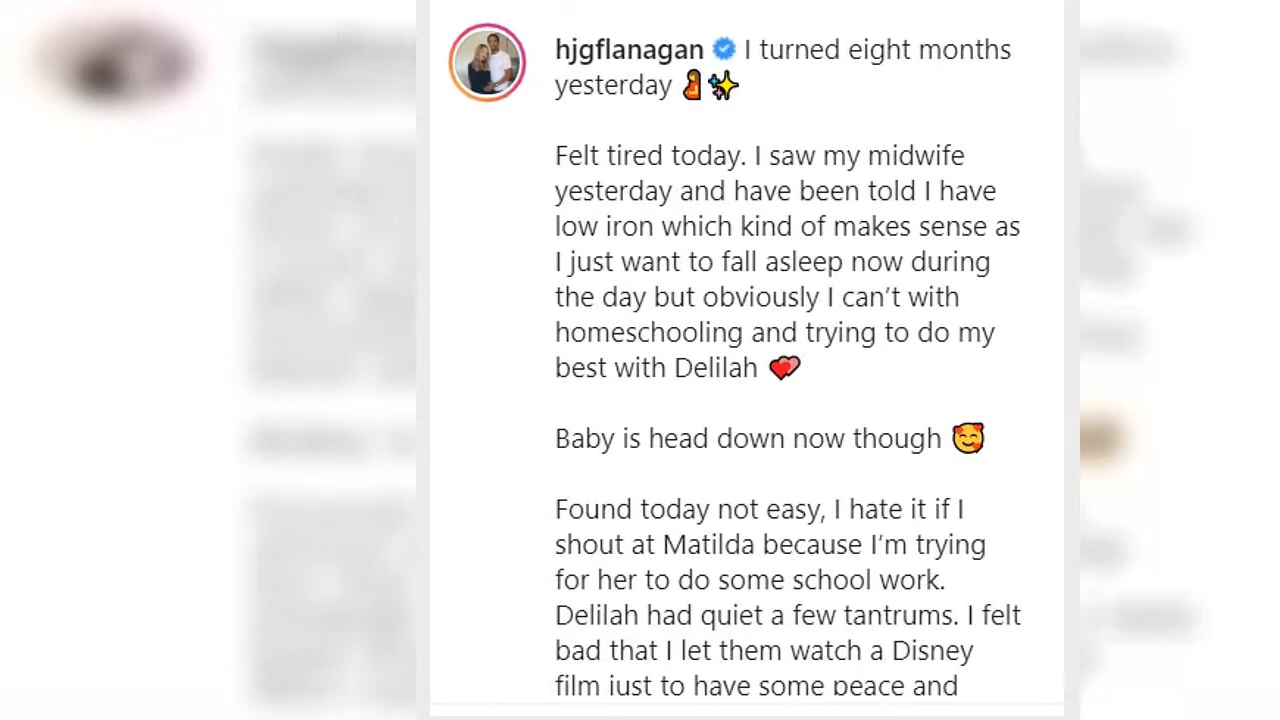 hjgflanagan I turned eight months
yesterday 🫄✨
Felt tired today. I saw my midwife
yesterday and have been told I have
low iron which kind of makes sense as
I just want to fall asleep now during
the day but obviously I can’t with
homeschooling and trying to do my
best with Delilah 💕
Baby is head down now though 🥰
Found today not easy, I hate it if I
shout at Matilda because I’m trying
for her to do some school work.
Delilah had quiet a few tantrums. I felt
bad that I let them watch a Disney
film just to have some peace and